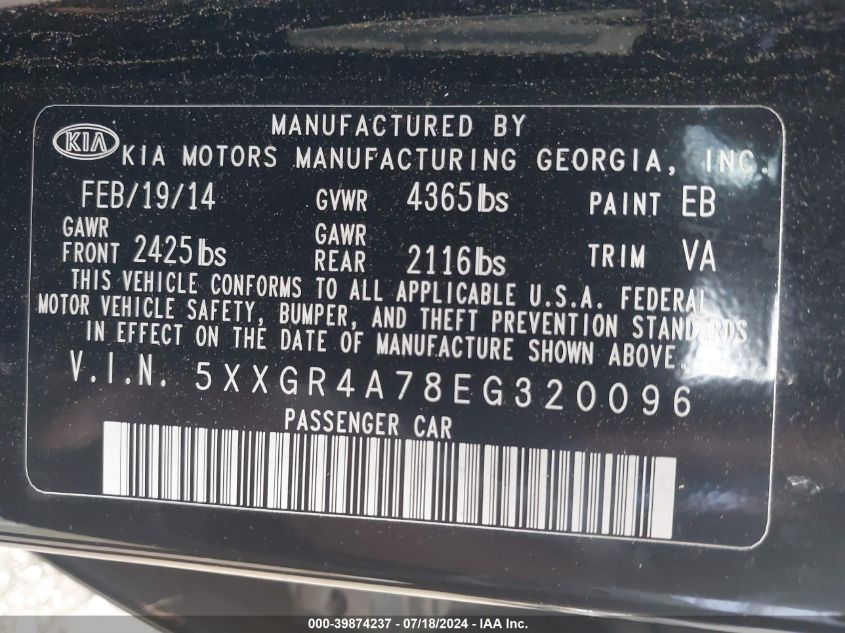 MANUFACTURED BY
KIA KIA MOTORS MANUFACTURING GEORGIA, INC.
FEB/19/14 GVWR 4365lbs PAINT EB
GAWR FRONT 2425lbs GAWR REAR 2116lbs TRIM VA
THIS VEHICLE CONFORMS TO ALL APPLICABLE U.S.A. FEDERAL
MOTOR VEHICLE SAFETY, BUMPER, AND THEFT PREVENTION STANDARDS
IN EFFECT ON THE DATE OF MANUFACTURE SHOWN ABOVE.
V.I.N. 5XXGR4A78EG320096
PASSENGER CAR
000-39874237 - 07/18/2024 - IAA Inc.